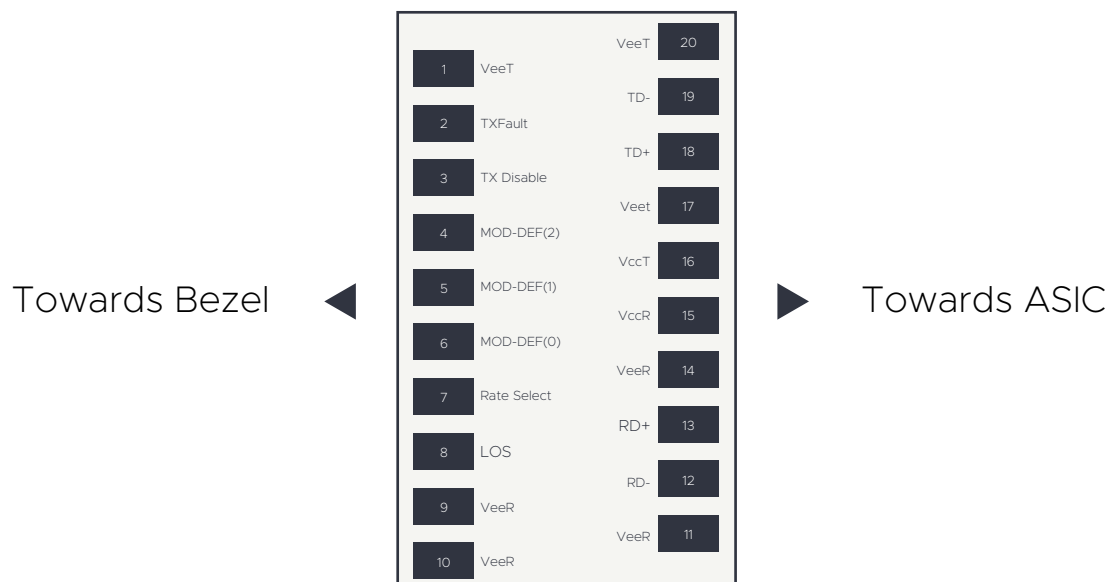 VeeT 20
1 VeeT
TD- 19
2 TXFault
TD+ 18
3 TX Disable
Veet 17
4 MOD-DEF(2)
VccT 16
5 MOD-DEF(1)
Towards Bezel
Towards ASIC
VccR 15
6 MOD-DEF(0)
VeeR 14
7 Rate Select
RD+ 13
8 LOS
RD- 12
9 VeeR
VeeR 11
10 VeeR